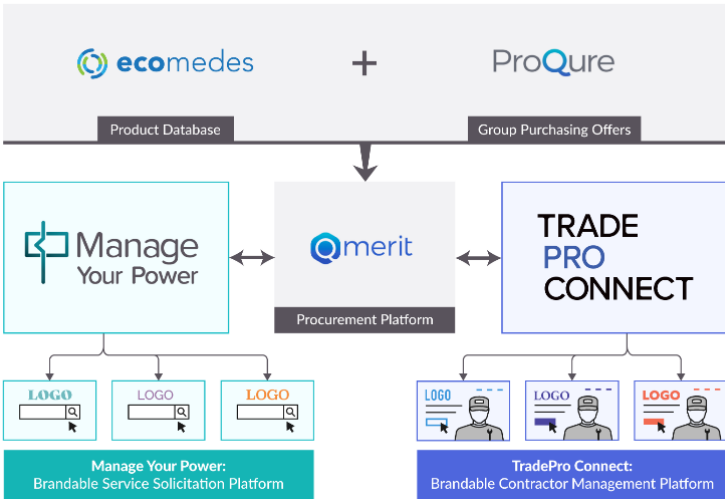 ecomedes
+
ProQure
Product Database
Group Purchasing Offers
Manage
Your Power
Qmerit
Procurement Platform
TRADE
PRO
CONNECT
LOGO
LOGO
LOGO
LOGO
LOGO
LOGO
Manage Your Power:
Brandable Service Solicitation Platform
TradePro Connect:
Brandable Contractor Management Platform